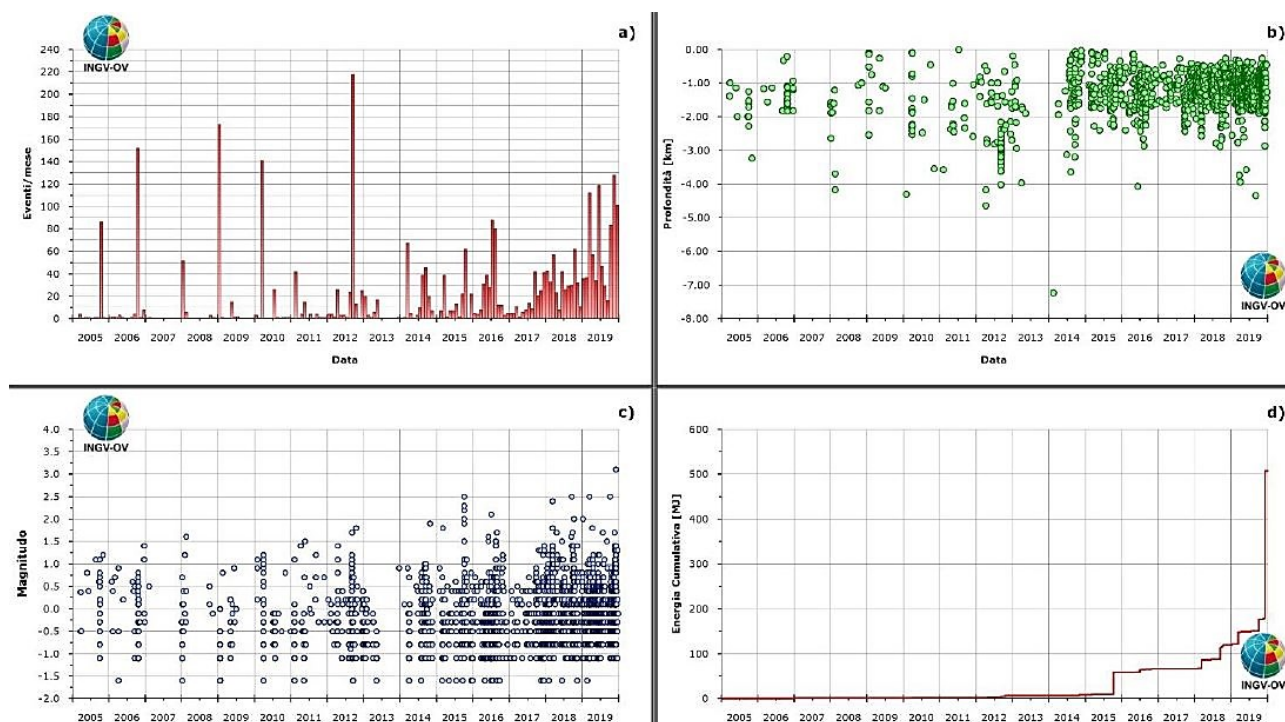 a)
INGV-OV
Eventi/mese
240
220
200
180
160
140
120
100
80
60
40
20
0
2005 2006 2007 2008 2009 2010 2011 2012 2013 2014 2015 2016 2017 2018 2019
Data
b)
Profondità [km]
0.00
-1.00
-2.00
-3.00
-4.00
-5.00
-6.00
-7.00
-8.00
INGV-OV
2005 2006 2007 2008 2009 2010 2011 2012 2013 2014 2015 2016 2017 2018 2019
Data
c)
INGV-OV
Magnitudo
4.0
3.5
3.0
2.5
2.0
1.5
1.0
0.5
0.0
-0.5
-1.0
-1.5
-2.0
2005 2006 2007 2008 2009 2010 2011 2012 2013 2014 2015 2016 2017 2018 2019
d)
Energia Cumulativa [MJ]
600
500
400
300
200
100
0
INGV-OV
2005 2006 2007 2008 2009 2010 2011 2012 2013 2014 2015 2016 2017 2018 2019